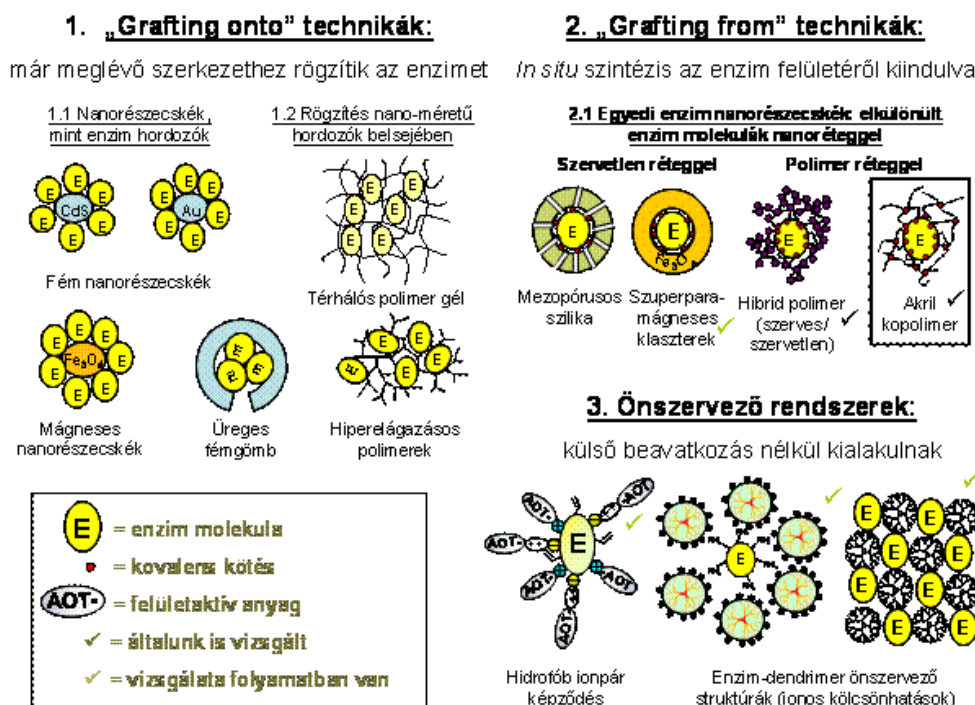 1. „Grafting onto” technikák:
már meglévő szerkezethez rögzítik az enzimet
1.1 Nanorészecskék,
mint enzim hordozók
E E E E E E CdS
E E E E E E Au
Fém nanorészecskék
E E E E E E E E Fe3O4
Mágneses
nanorészecskék
E E E
Üreges
fémgömb
1.2 Rögzítés nano-méretű
hordozók belsejében
E E E E E E
Térhálós polimer gél
E E E E E
Hiperelágazásos
polimerek
E = enzim molekula
= kovalens kötés
AOT- = felületaktív anyag
✓ = általunk is vizsgált
✓ = vizsgálata folyamatban van
2. „Grafting from” technikák:
In situ szintézis az enzim felületéről kiindulva
2.1 Egyedi enzim nanorészecskék: elkülönült
enzim molekulák nanoréteggel
Szervetlen réteggel
E
Mezopórusos
szilika
E
Fe3O4
Szuperpara-
mágneses
klaszterek ✓
Polimer réteggel
E
Hibrid polimer
(szerves/ ✓
szervetlen)
E
Akril ✓
kopolimer
3. Önszervező rendszerek:
külső beavatkozás nélkül kialakulnak
AOT- AOT- AOT- AOT AOT- E ✓
Hidrofób ionpár
képződés
E ✓
E E E E E E E E ✓
Enzim-dendrimer önszervező
struktúrák (ionos kölcsönhatások)